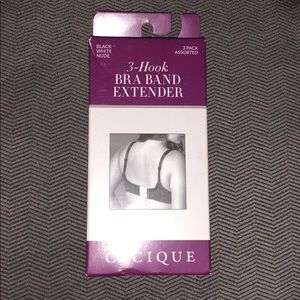 BLACK
WHITE
NUDE
3 PACK
ASSORTED
3-Hook
BRA BAND
EXTENDER
CACIQUE